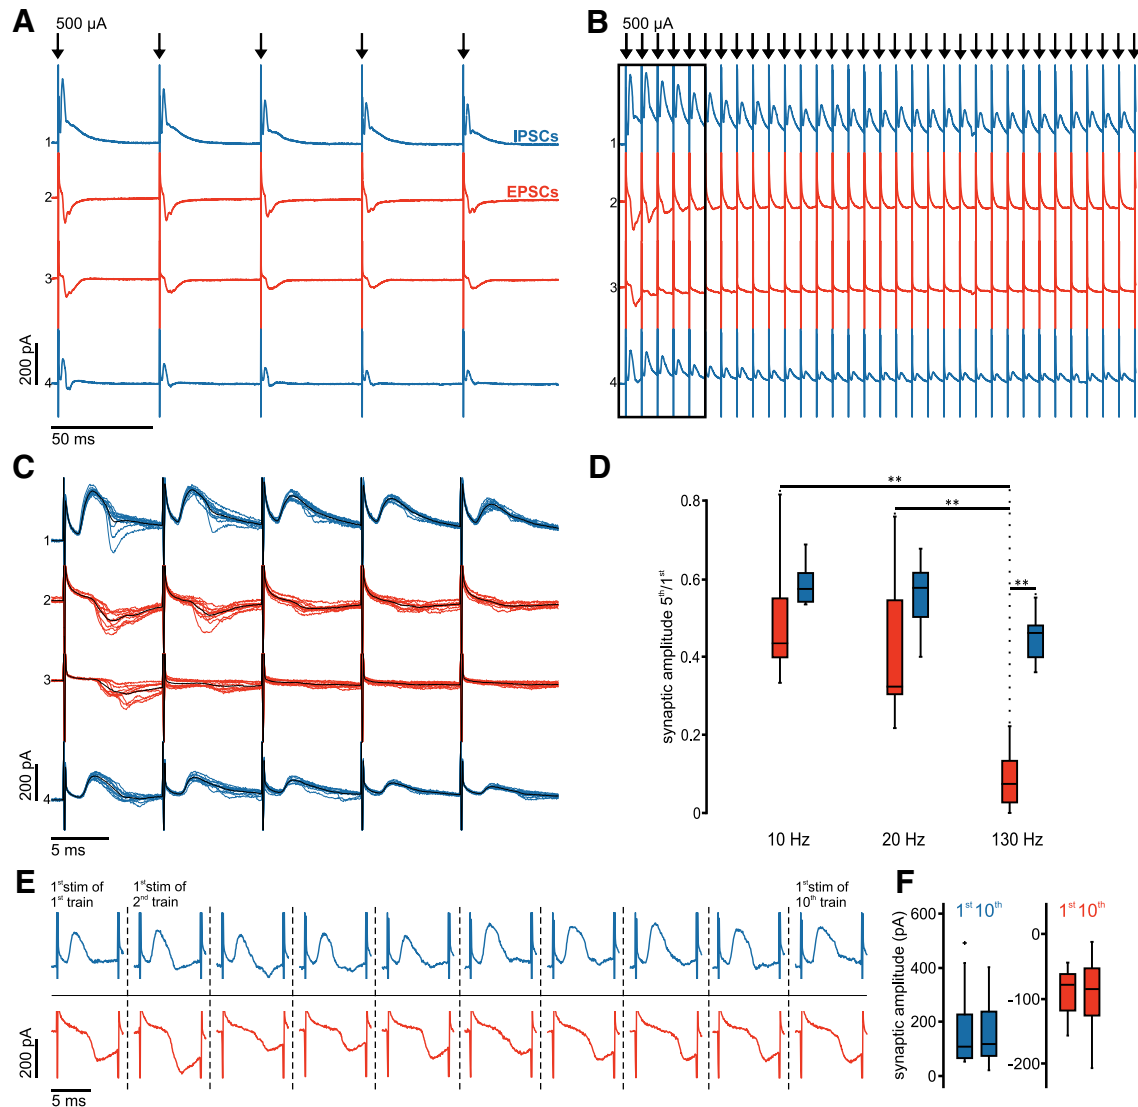 A
500 µA
1
IPSCs
2
EPSCs
3
4
200 pA
50 ms
B
500 µA
1
2
3
4
C
1
2
3
4
200 pA
5 ms
D
synaptic amplitude 5th/1st
0.8
0.6
0.4
0.2
0
**
**
**
10 Hz
20 Hz
130 Hz
E
1st stim of
1st train
1st stim of
2nd train
1st stim of
10th train
200 pA
5 ms
F
synaptic amplitude (pA)
1st 10th
600
400
200
0
1st 10th
0
-100
-200